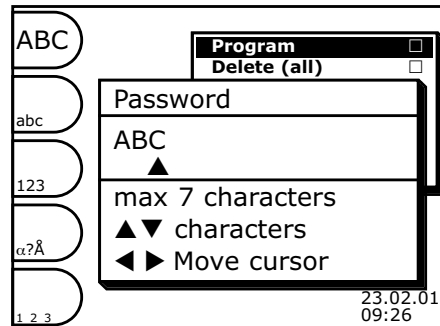 ABC
abc
123
α?Å
1 2 3
Program □
Delete (all) □
Password
ABC
▲
max 7 characters
▲▼ characters
◀ ▶ Move cursor
23.02.01
09:26